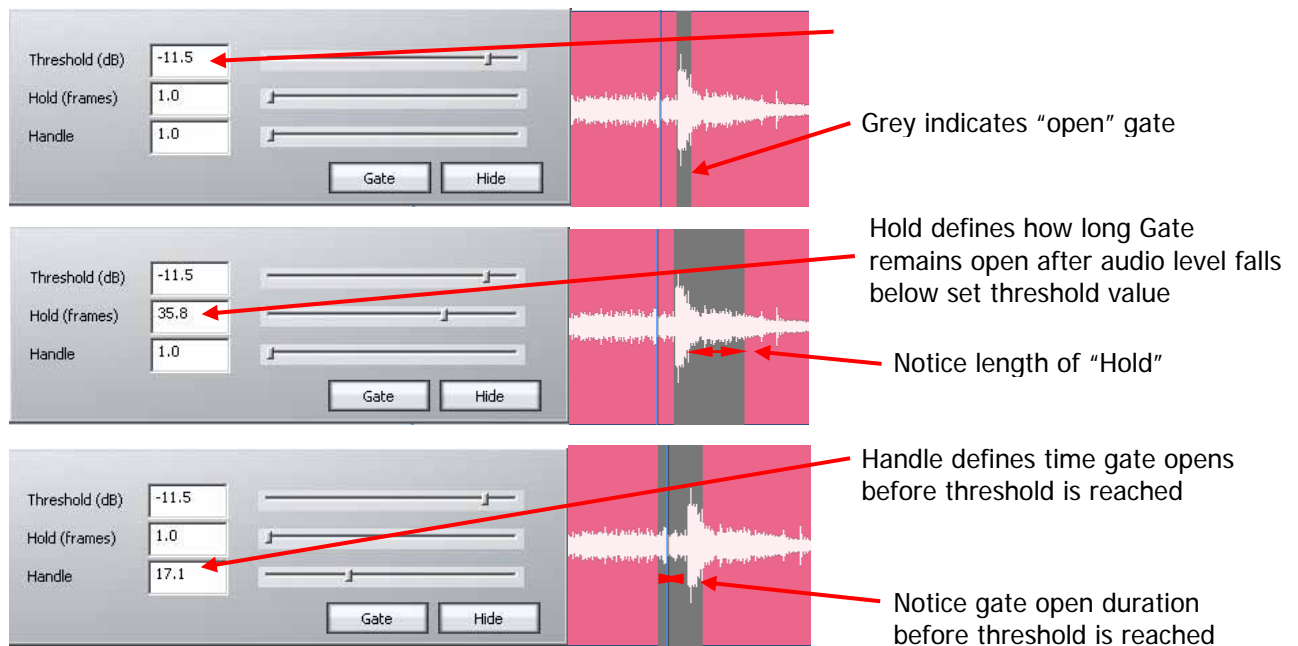 Threshold (dB) -11.5
Hold (frames) 1.0
Handle 1.0
Gate Hide
Grey indicates “open” gate
Threshold (dB) -11.5
Hold (frames) 35.8
Handle 1.0
Gate Hide
Hold defines how long Gate
remains open after audio level falls
below set threshold value
Notice length of “Hold”
Threshold (dB) -11.5
Hold (frames) 1.0
Handle 17.1
Gate Hide
Handle defines time gate opens
before threshold is reached
Notice gate open duration
before threshold is reached